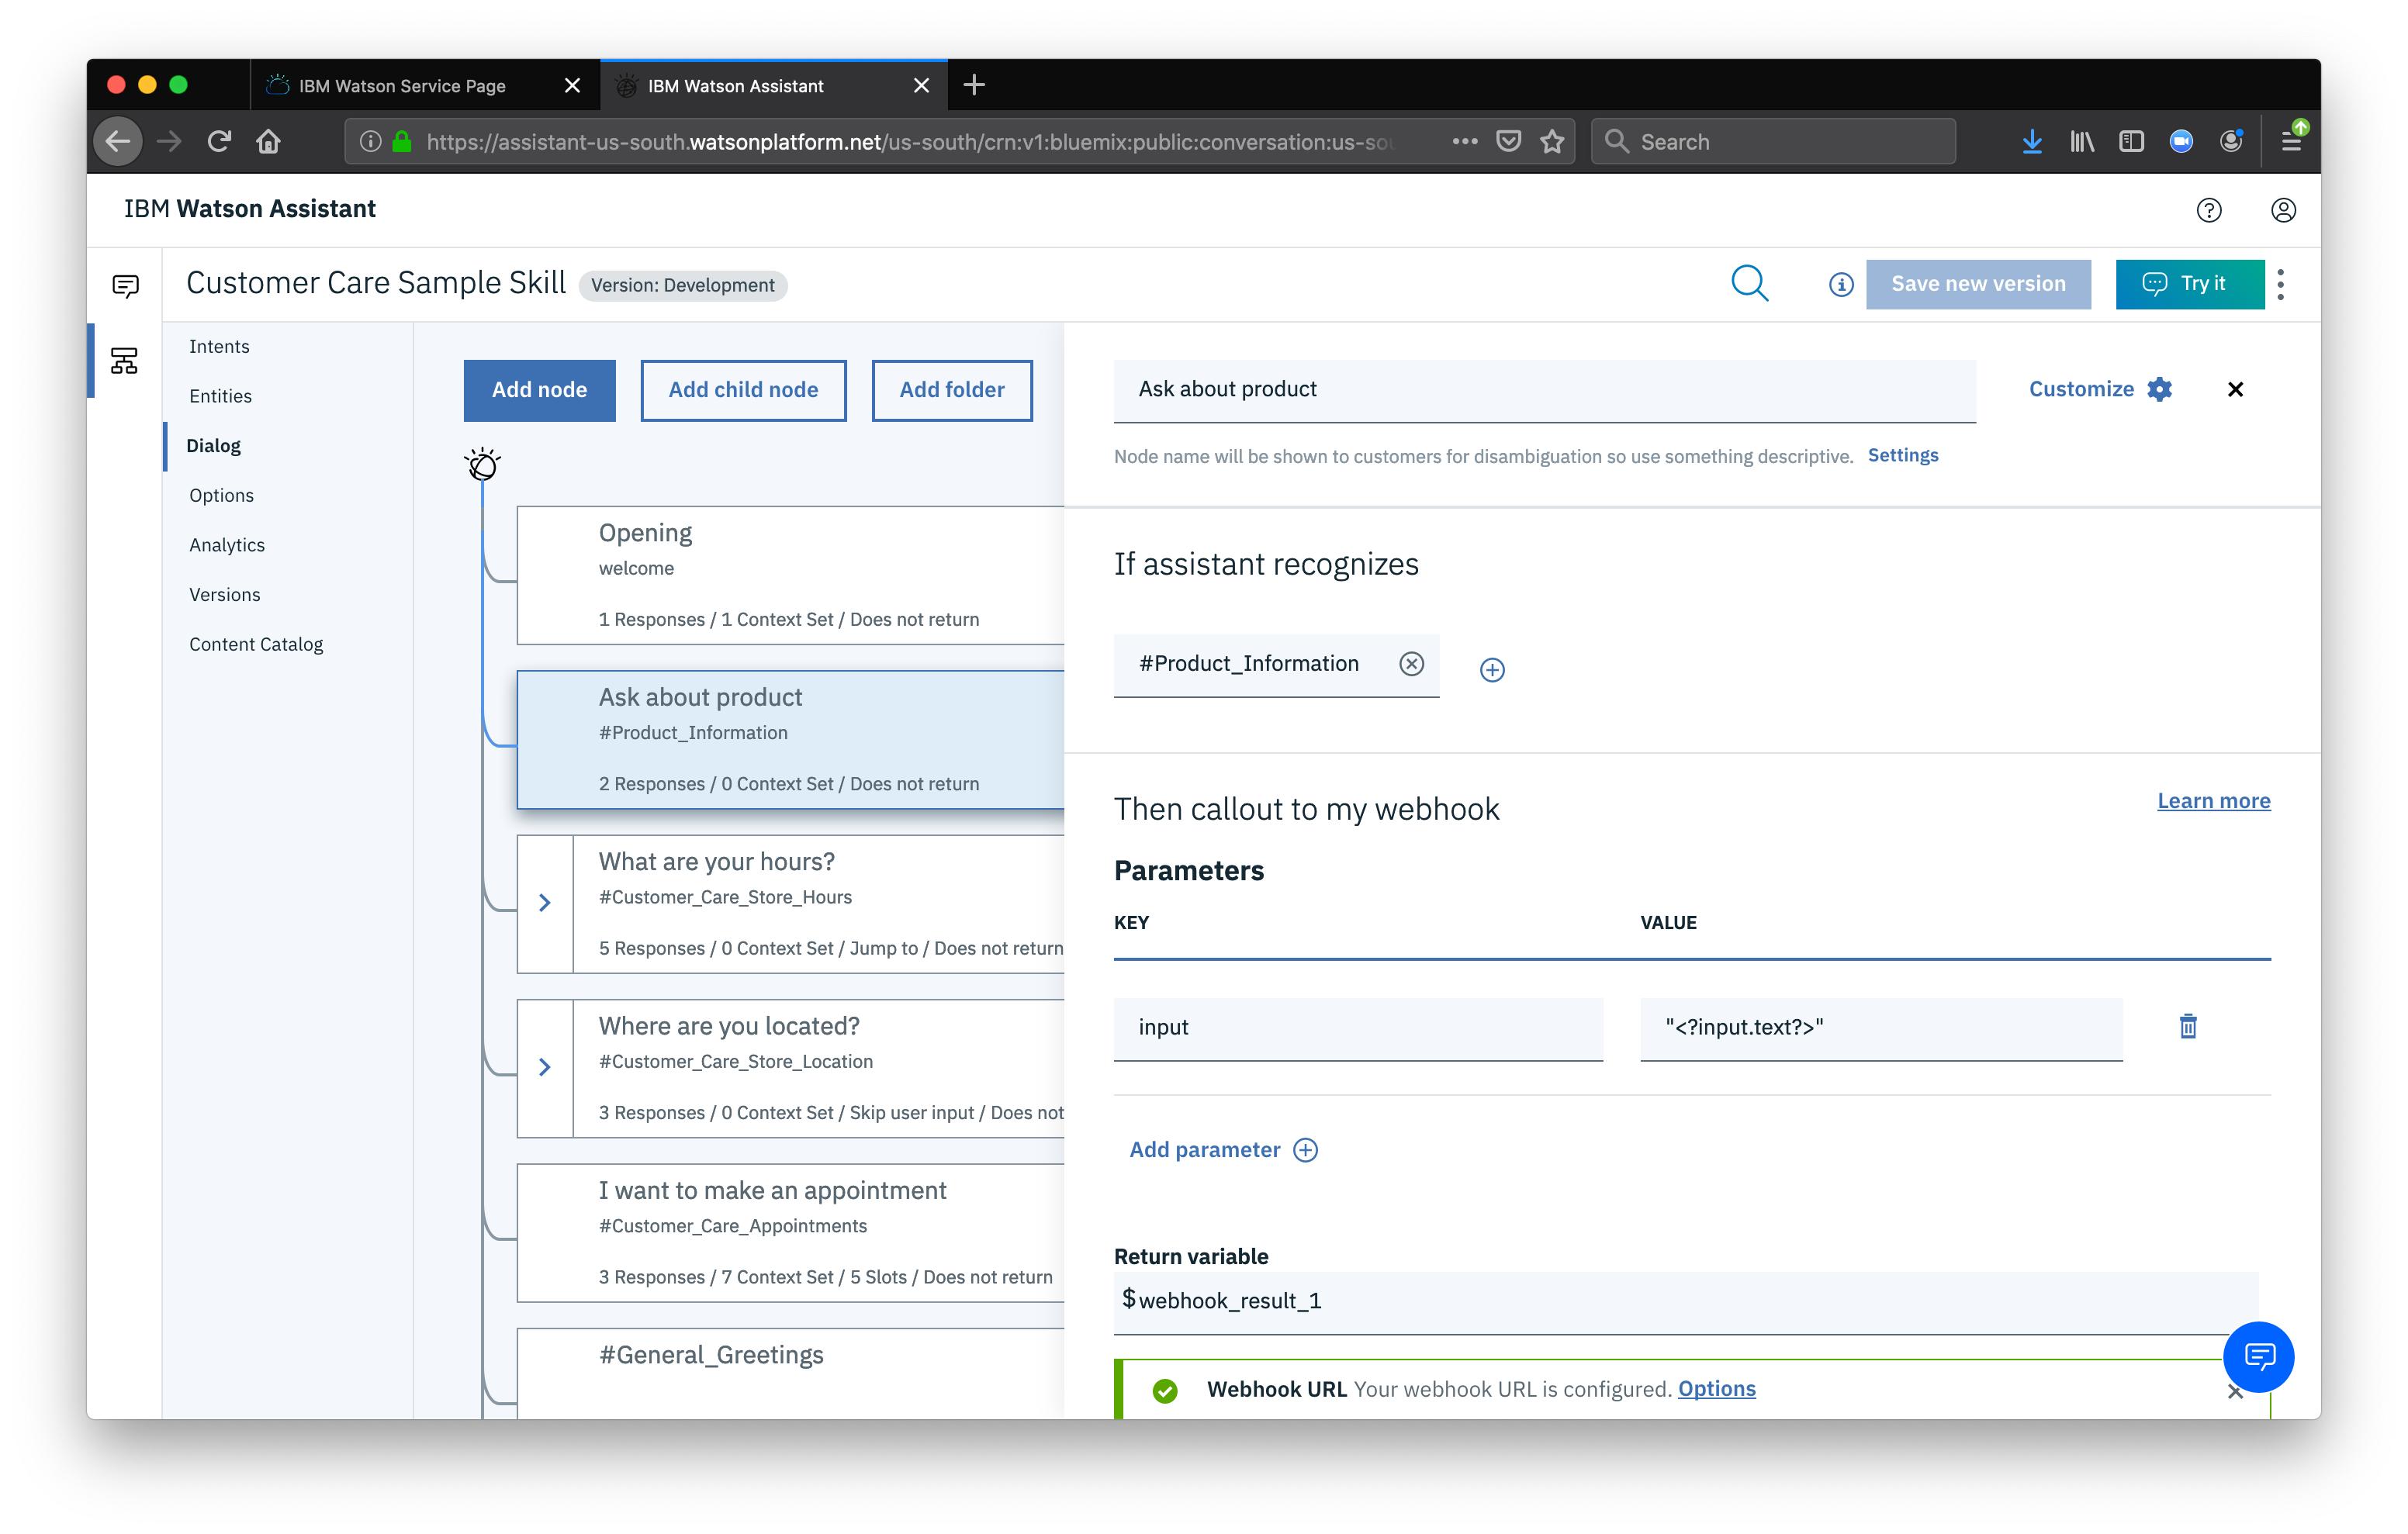 IBM Watson Service Page
IBM Watson Assistant
https://assistant-us-south.watsonplatform.net/us-south/crn:v1:bluemix:public:conversation:us-sou
Search
IBM Watson Assistant
Customer Care Sample Skill
Version: Development
Save new version
Try it
Intents
Entities
Dialog
Options
Analytics
Versions
Content Catalog
Add node
Add child node
Add folder
Opening
welcome
1 Responses / 1 Context Set / Does not return
Ask about product
#Product_Information
2 Responses / 0 Context Set / Does not return
What are your hours?
#Customer_Care_Store_Hours
5 Responses / 0 Context Set / Jump to / Does not return
Where are you located?
#Customer_Care_Store_Location
3 Responses / 0 Context Set / Skip user input / Does not
I want to make an appointment
#Customer_Care_Appointments
3 Responses / 7 Context Set / 5 Slots / Does not return
#General_Greetings
Ask about product
Customize
Node name will be shown to customers for disambiguation so use something descriptive. Settings
If assistant recognizes
#Product_Information
Then callout to my webhook
Learn more
Parameters
KEY
VALUE
input
"<?input.text?>"
Add parameter
Return variable
$webhook_result_1
Webhook URL Your webhook URL is configured. Options